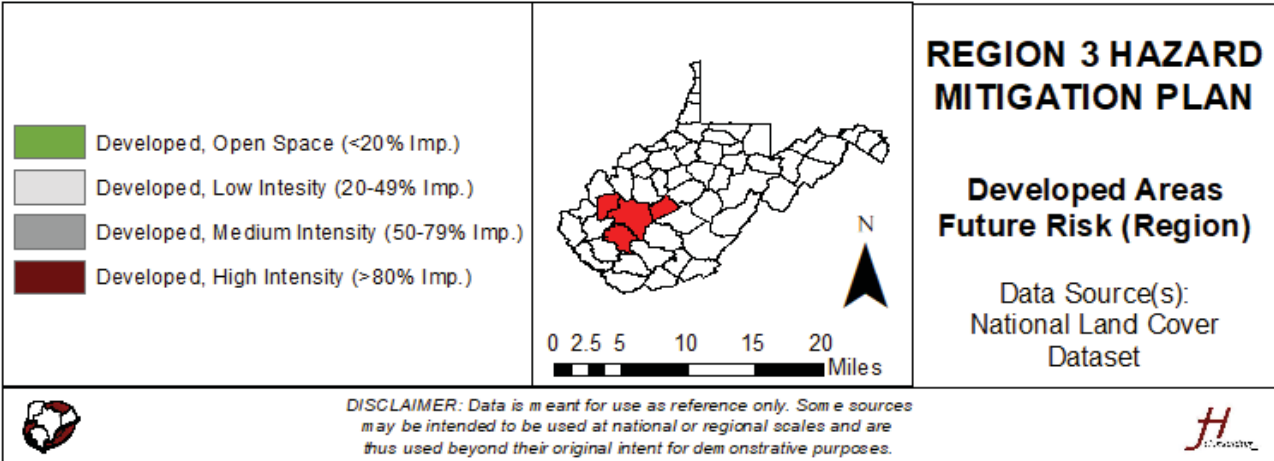 Developed, Open Space (<20% Imp.)
Developed, Low Intesity (20-49% Imp.)
Developed, Medium Intensity (50-79% Imp.)
Developed, High Intensity (>80% Imp.)
N
0 2.5 5 10 15 20
Miles
REGION 3 HAZARD
MITIGATION PLAN
Developed Areas
Future Risk (Region)
Data Source(s):
National Land Cover
Dataset
DISCLAIMER: Data is meant for use as reference only. Some sources
may be intended to be used at national or regional scales and are
thus used beyond their original intent for demonstrative purposes.